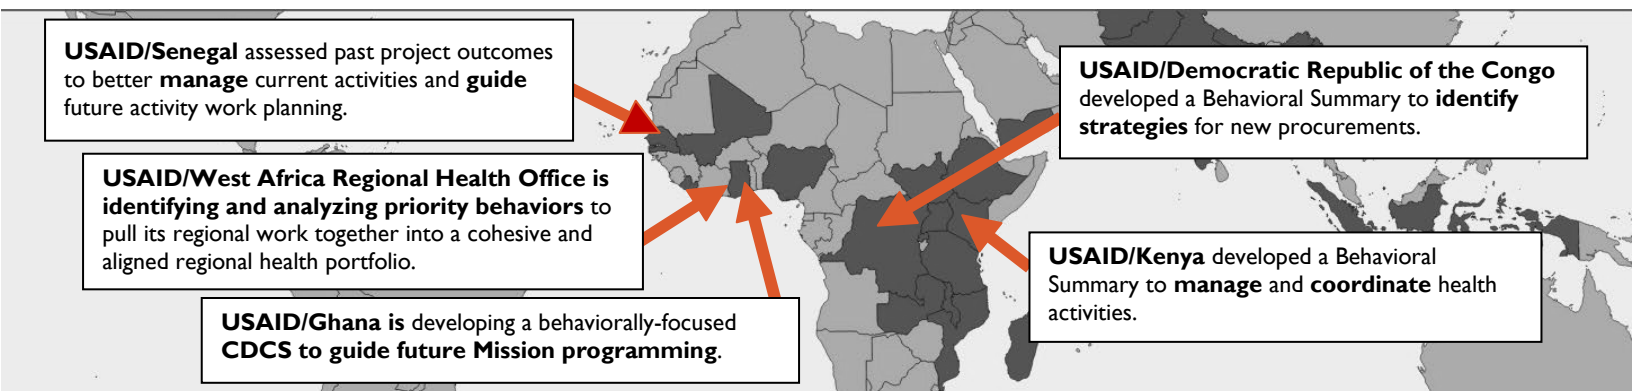 USAID/Senegal assessed past project outcomes
to better manage current activities and guide
future activity work planning.
USAID/West Africa Regional Health Office is
identifying and analyzing priority behaviors to
pull its regional work together into a cohesive and
aligned regional health portfolio.
USAID/Ghana is developing a behaviorally-focused
CDCS to guide future Mission programming.
USAID/Democratic Republic of the Congo
developed a Behavioral Summary to identify
strategies for new procurements.
USAID/Kenya developed a Behavioral
Summary to manage and coordinate health
activities.